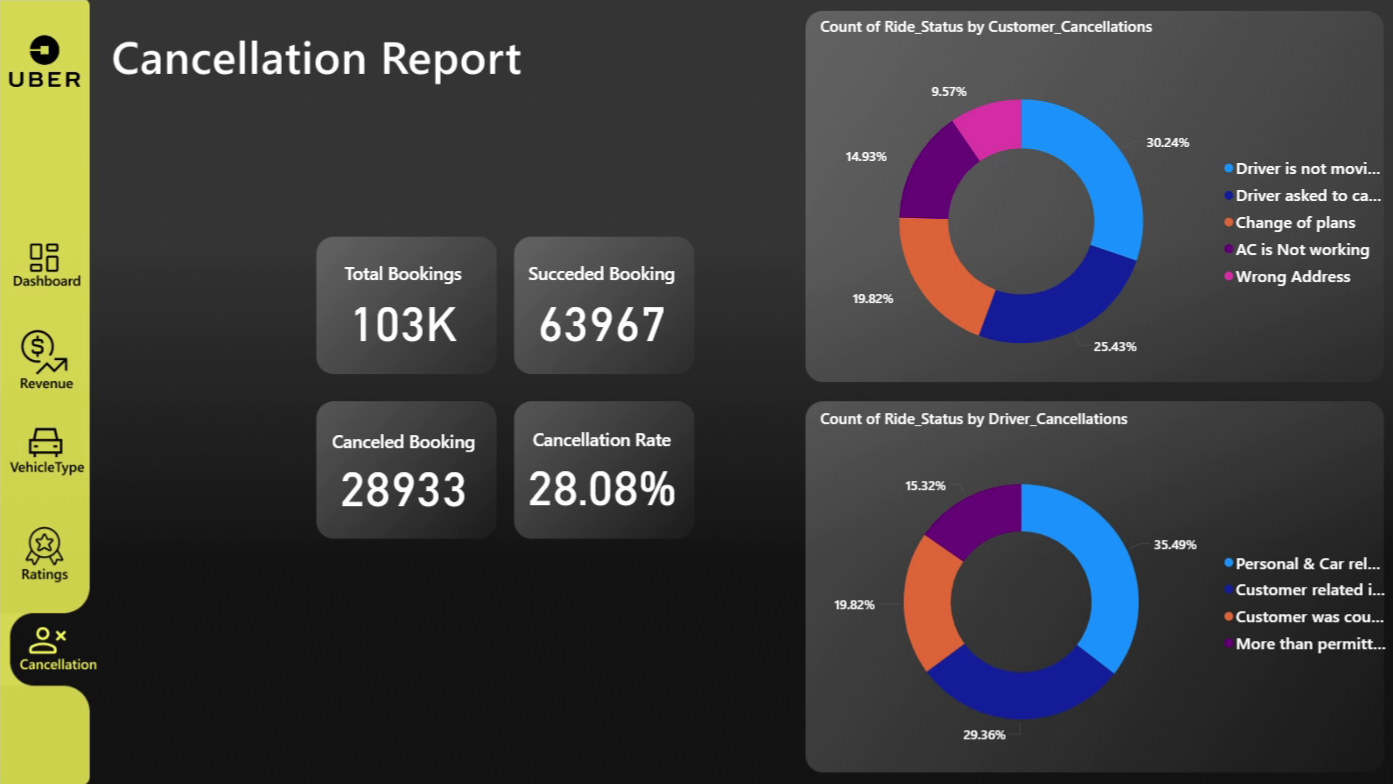 UBER
Cancellation Report
Dashboard
Revenue
VehicleType
Ratings
Cancellation
Total Bookings
103K
Succeded Booking
63967
Canceled Booking
28933
Cancellation Rate
28.08%
Count of Ride_Status by Customer_Cancellations
9.57%
30.24%
14.93%
19.82%
25.43%
Driver is not movi...
Driver asked to ca...
Change of plans
AC is Not working
Wrong Address
Count of Ride_Status by Driver_Cancellations
15.32%
35.49%
19.82%
29.36%
Personal & Car rel...
Customer related i...
Customer was cou...
More than permitt...